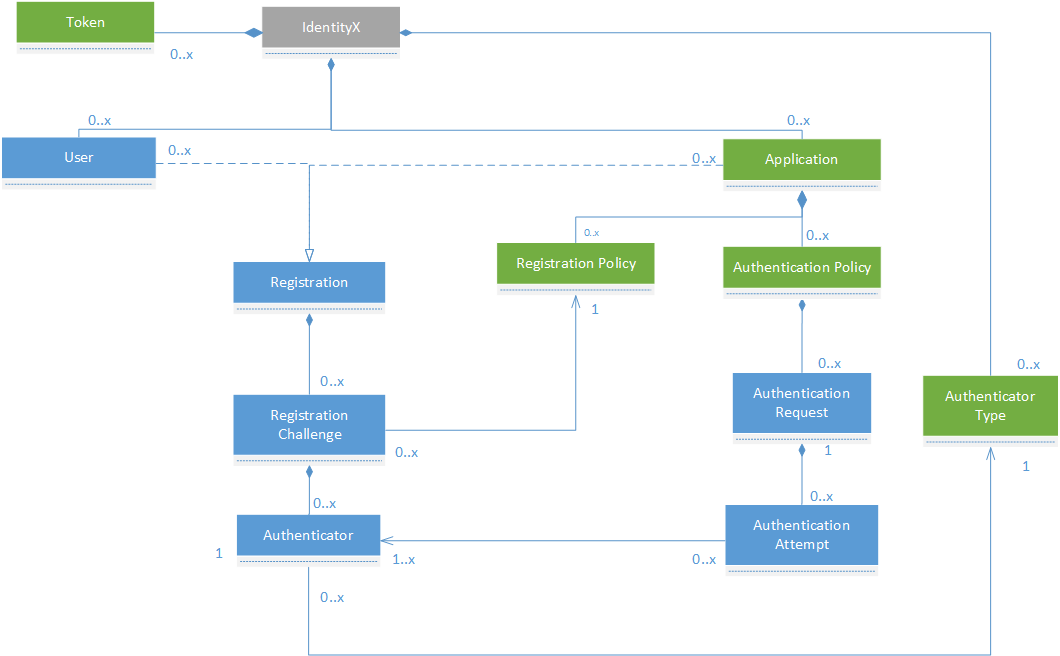 Token
IdentityX
0..x
0..x
0..x
User
0..x
0..x
Application
0..x
0..x
Registration Policy
Authentication Policy
Registration
1
0..x
0..x
0..x
Authentication
Request
Authenticator
Type
Registration
Challenge
0..x
1
1
0..x
0..x
Authenticator
Authentication
Attempt
1
1..x
0..x
0..x